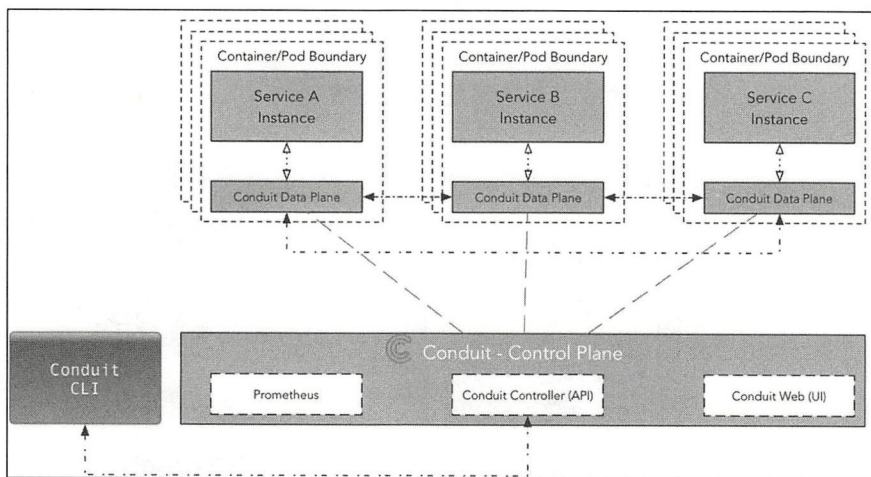 Container/Pod Boundary
Service A
Instance
Conduit Data Plane
Container/Pod Boundary
Service B
Instance
Conduit Data Plane
Container/Pod Boundary
Service C
Instance
Conduit Data Plane
Conduit
CLI
Conduit - Control Plane
Prometheus
Conduit Controller (API)
Conduit Web (UI)